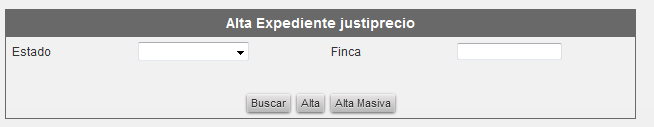 Alta Expediente justiprecio
Estado Finca
Buscar Alta Alta Masiva